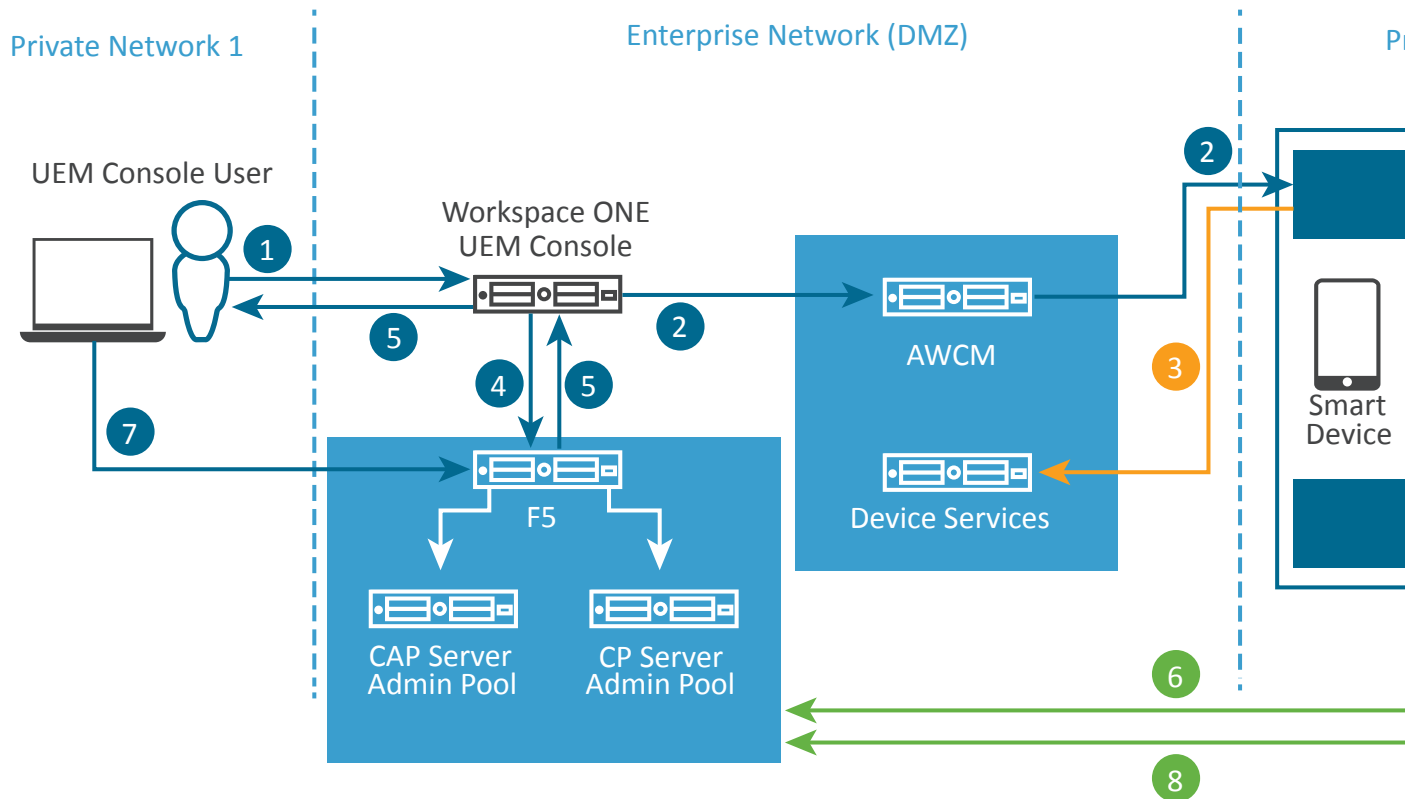 Private Network 1
Enterprise Network (DMZ)
Pr
UEM Console User
Workspace ONE
UEM Console
1
5
2
2
AWCM
3
Smart
Device
4
5
7
F5
Device Services
CAP Server
Admin Pool
CP Server
Admin Pool
6
8